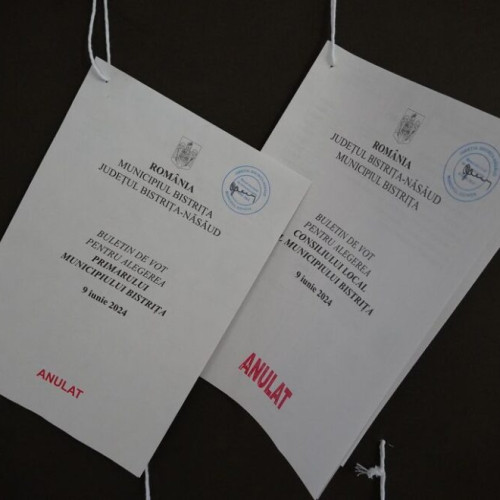 ROMÂNIA
MUNICIPIUL BISTRIȚA
JUDEȚUL BISTRIȚA-NĂSĂUD
BULETIN DE VOT
PENTRU ALEGEREA
PRIMARULUI
MUNICIPIULUI BISTRIȚA
9 iunie 2024
ANULAT
ROMÂNIA
JUDEȚUL BISTRIȚA-NĂSĂUD
MUNICIPIUL BISTRIȚA
BULETIN DE VOT
PENTRU ALEGEREA
CONSILIULUI LOCAL
MUNICIPIULUI BISTRIȚA
9 iunie 2024
ANULAT